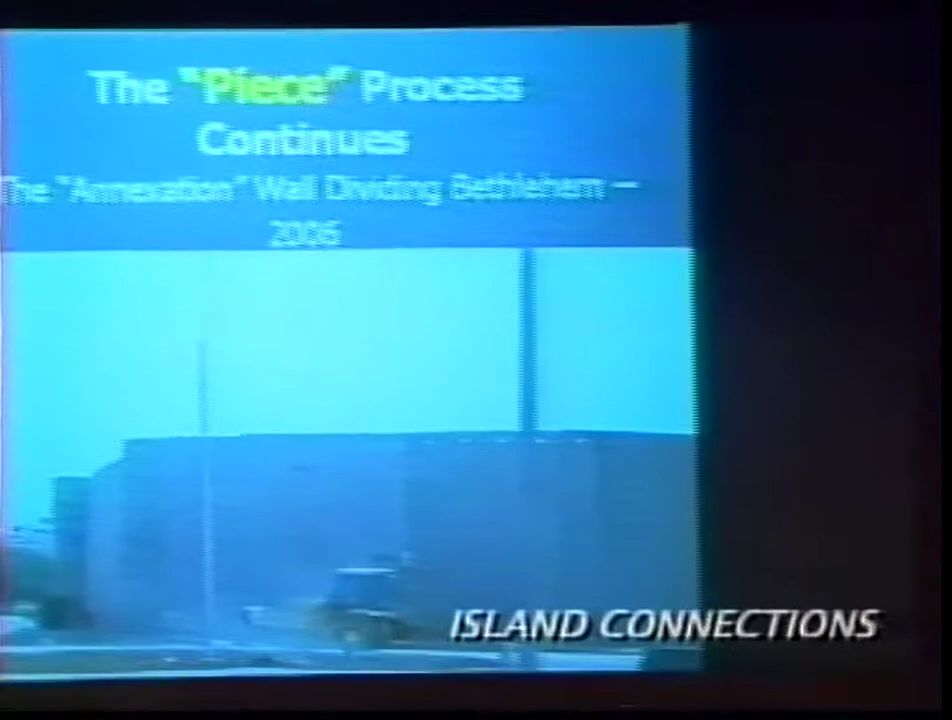 The "Piece" Process
Continues
The "Annexation" Wall Dividing Bethlehem –
2006
ISLAND CONNECTIONS